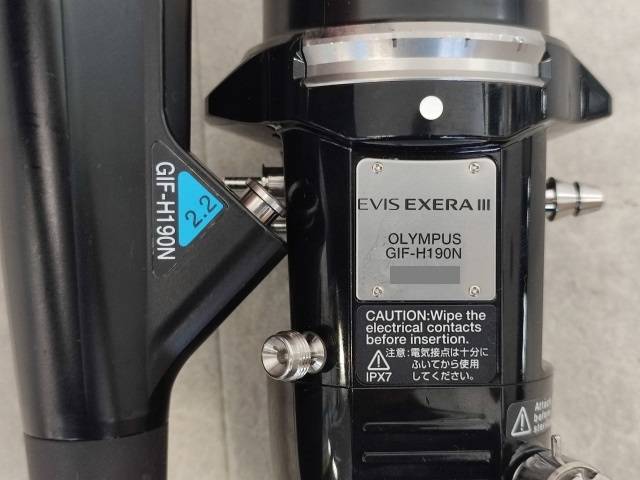 GIF-H190N
2.2
EVIS EXERA III
OLYMPUS
GIF-H190N
CAUTION:Wipe the
electrical contacts
before insertion.
注意:電気接点は十分に
ふいてから使用
してください。
IPX7
Attach
before